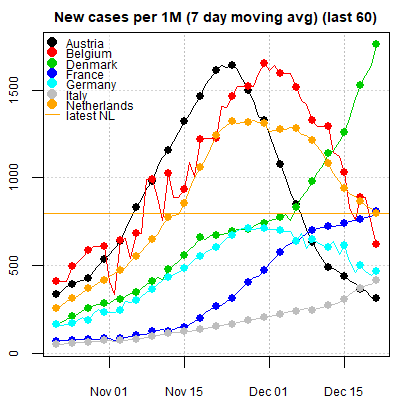 New cases per 1M (7 day moving avg) (last 60)
Austria
Belgium
Denmark
France
Germany
Italy
Netherlands
latest NL
1500
1000
500
0
Nov 01 Nov 15 Dec 01 Dec 15